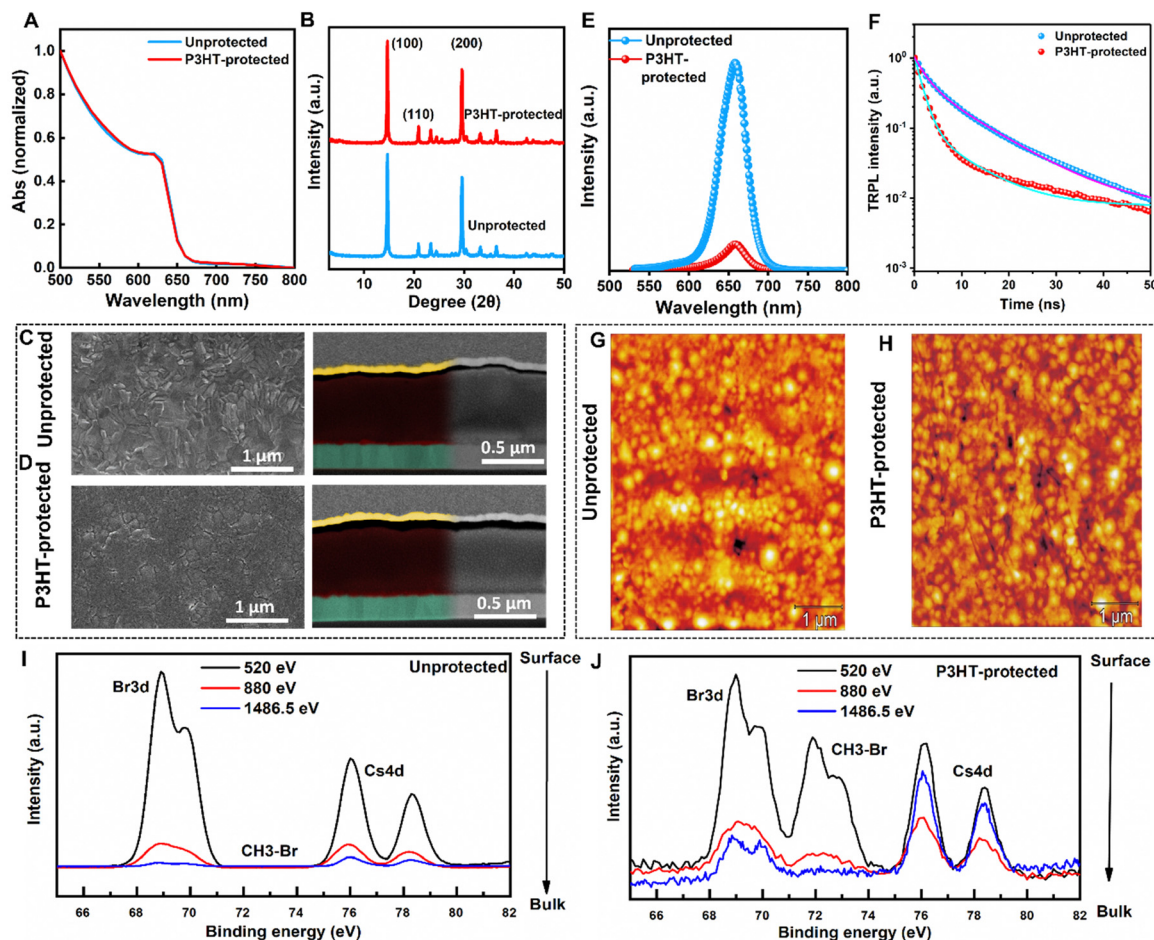 A
Unprotected
P3HT-protected
Abs (normalized)
1.0
0.8
0.6
0.4
0.2
0.0
500 550 600 650 700 750 800
Wavelength (nm)
B
(100)
(200)
(110)
P3HT-protected
Unprotected
Intensity (a.u.)
10 20 30 40 50
Degree (2θ)
E
Unprotected
P3HT-
protected
Intensity (a.u.)
500 550 600 650 700 750 800
Wavelength (nm)
F
Unprotected
P3HT-protected
TRPL intensity (a.u.)
10⁰
10⁻¹
10⁻²
10⁻³
0 10 20 30 40 50
Time (ns)
C
Unprotected
1 µm
0.5 µm
D
P3HT-protected
1 µm
0.5 µm
G
Unprotected
1 µm
H
P3HT-protected
1 µm
I
520 eV
880 eV
1486.5 eV
Unprotected
Br3d
Cs4d
CH3-Br
Intensity (a.u.)
66 68 70 72 74 76 78 80 82
Binding energy (eV)
Surface
Bulk
J
520 eV
880 eV
1486.5 eV
P3HT-protected
Br3d
CH3-Br
Cs4d
Intensity (a.u.)
66 68 70 72 74 76 78 80 82
Binding energy (eV)
Surface
Bulk